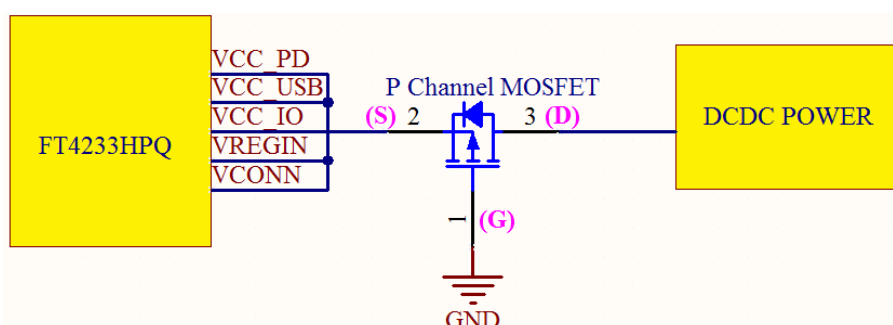 FT4233HPQ
VCC_PD
VCC_USB
VCC_IO
VREGIN
VCONN
P Channel MOSFET
(S) 2
3 (D)
1 (G)
GND
DCDC POWER